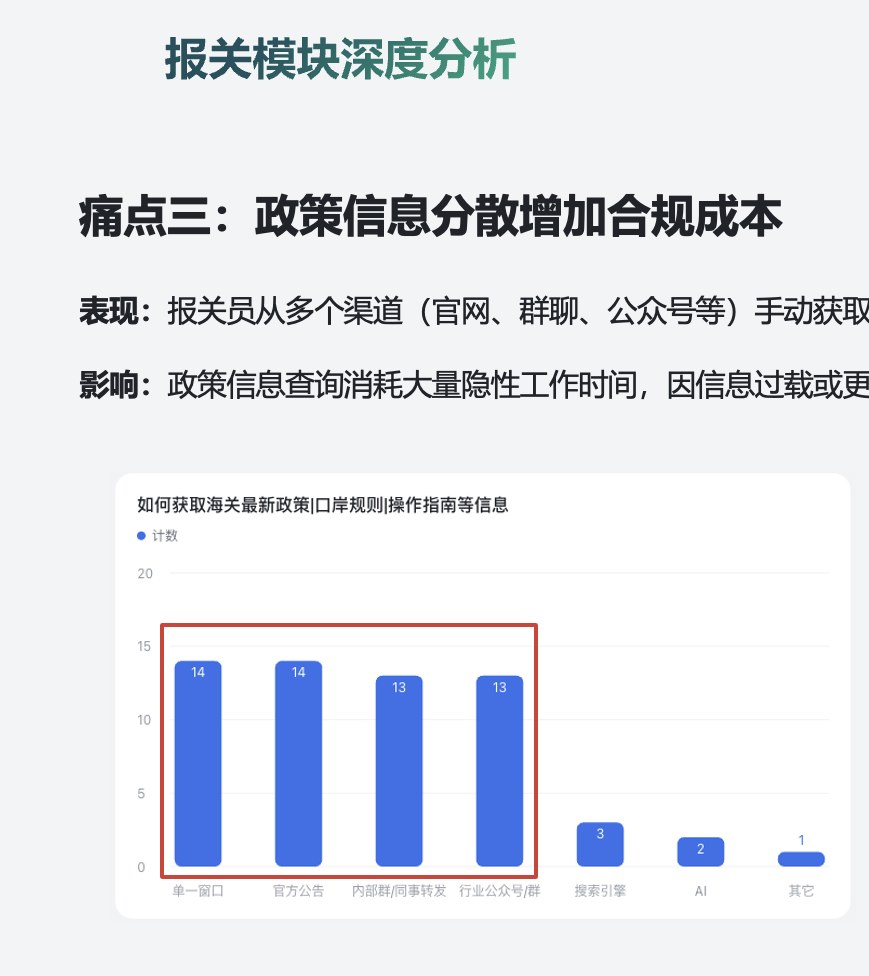 报关模块深度分析
痛点三：政策信息分散增加合规成本
表现：报关员从多个渠道（官网、群聊、公众号等）手动获取
影响：政策信息查询消耗大量隐性工作时间，因信息过载或更
如何获取海关最新政策|口岸规则|操作指南等信息
计数
20
15
10
5
0
14
14
13
13
3
2
1
单一窗口
官方公告
内部群/同事转发
行业公众号/群
搜索引擎
AI
其它